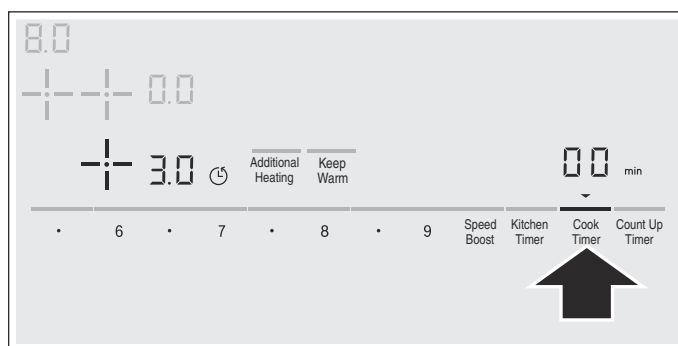 8.0
0.0
3.0 Additional Heating Keep Warm 00 min
· 6 · 7 · 8 · 9 Speed Boost Kitchen Timer Cook Timer Count Up Timer